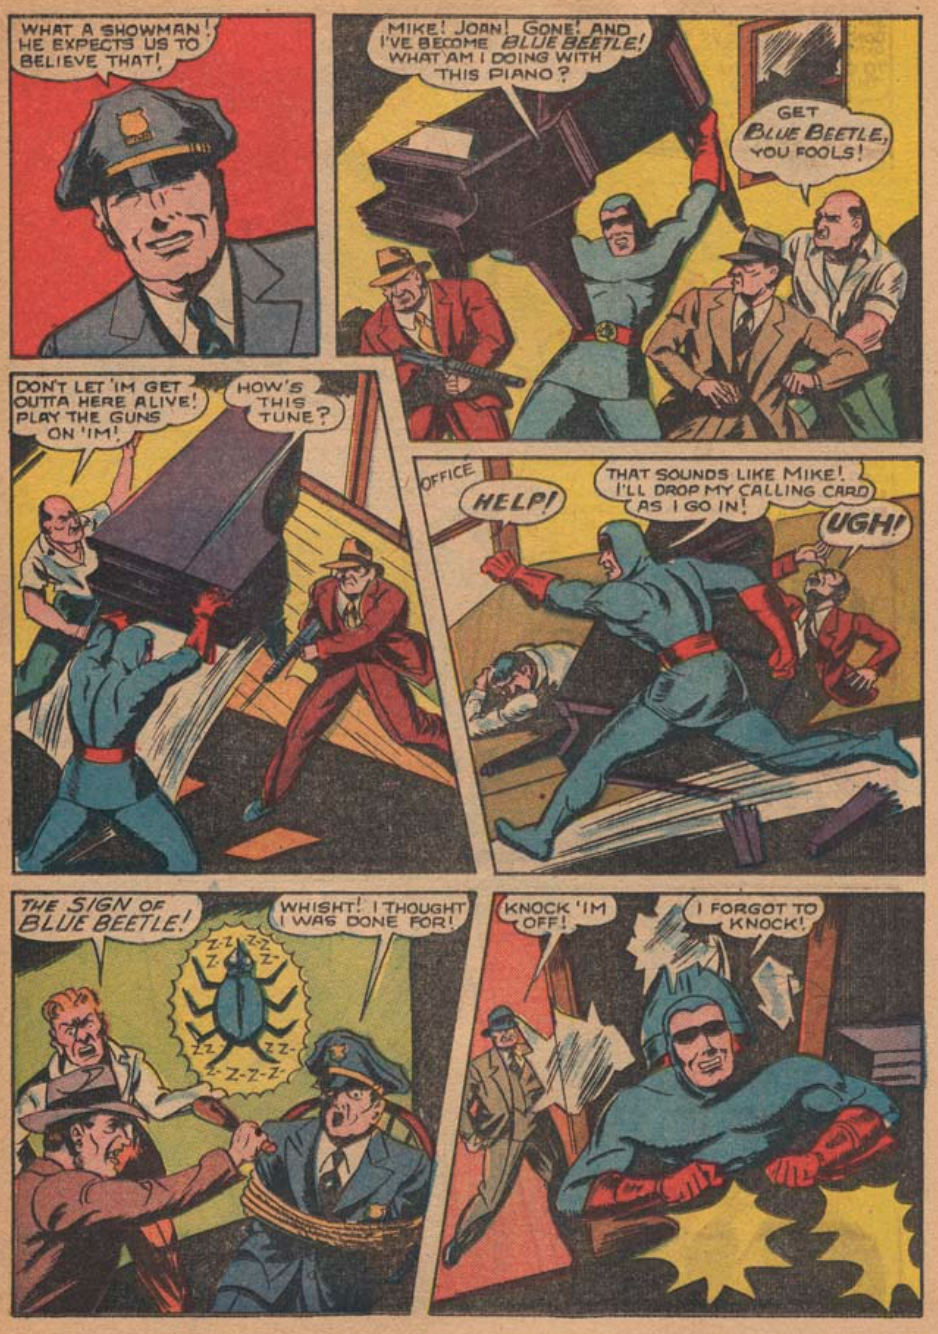 WHAT A SHOWMAN!
HE EXPECTS US TO
BELIEVE THAT!
MIKE! JOAN! GONE! AND
I'VE BECOME BLUE BEETLE!
WHAT AM I DOING WITH
THIS PIANO?
GET
BLUE BEETLE,
YOU FOOLS!
DON'T LET 'IM GET
OUTTA HERE ALIVE!
PLAY THE GUNS
ON 'IM!
HOW'S
THIS
TUNE?
OFFICE
HELP!
THAT SOUNDS LIKE MIKE!
I'LL DROP MY CALLING CARD
AS I GO IN!
UGH!
THE SIGN OF
BLUE BEETLE!
Z-Z-Z-Z-
Z Z
ZZ ZZ-
Z-Z-Z-Z-
WHISHT! I THOUGHT
I WAS DONE FOR!
KNOCK 'IM
OFF!
I FORGOT TO
KNOCK!